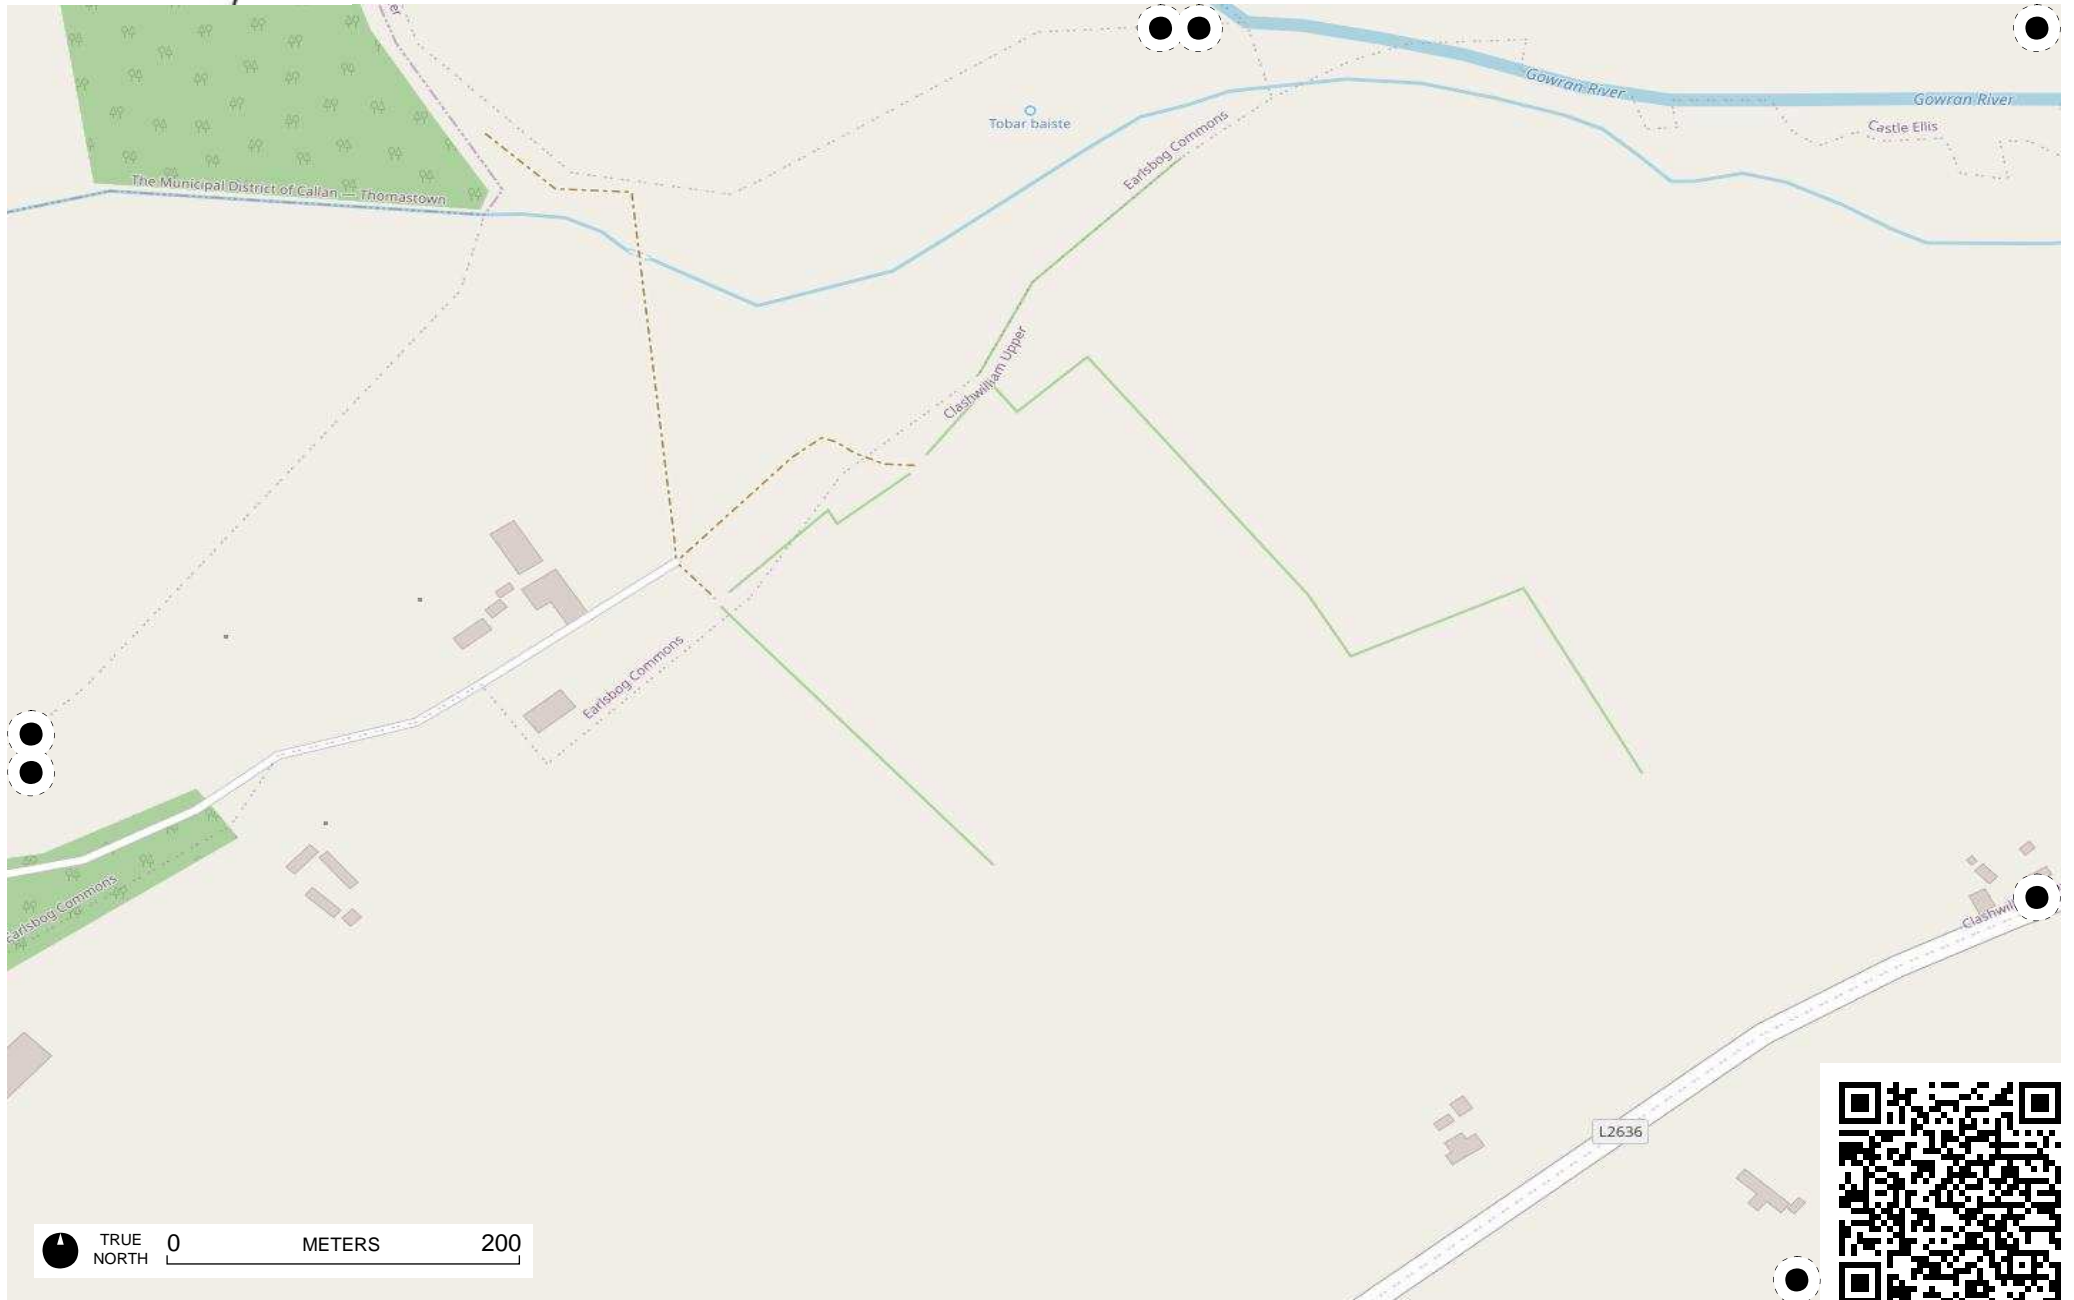 Gowran River
Gowran River
Tobar baiste
Castle Ellis
Earlsbog Commons
The Municipal District of Callan — Thomastown
Clashwilliam Upper
Earlsbog Commons
Earlsbog Commons
L2636
TRUE
NORTH
0
METERS
200